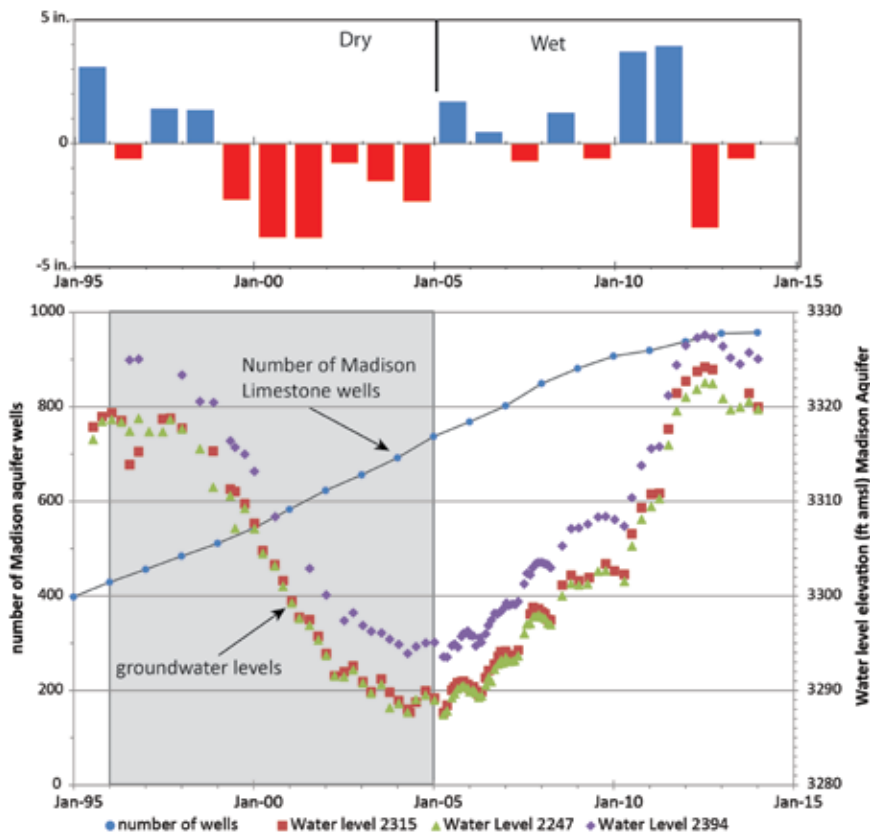 5 in.
Dry
Wet
0
-5 in.
Jan-95
Jan-00
Jan-05
Jan-10
Jan-15
1000
3330
Number of Madison
Limestone wells
800
3320
600
3310
400
3300
groundwater levels
200
3290
0
3280
number of Madison aquifer wells
Water level elevation (ft amsl) Madison Aquifer
Jan-95
Jan-00
Jan-05
Jan-10
Jan-15
number of wells
Water level 2315
Water Level 2247
Water Level 2394